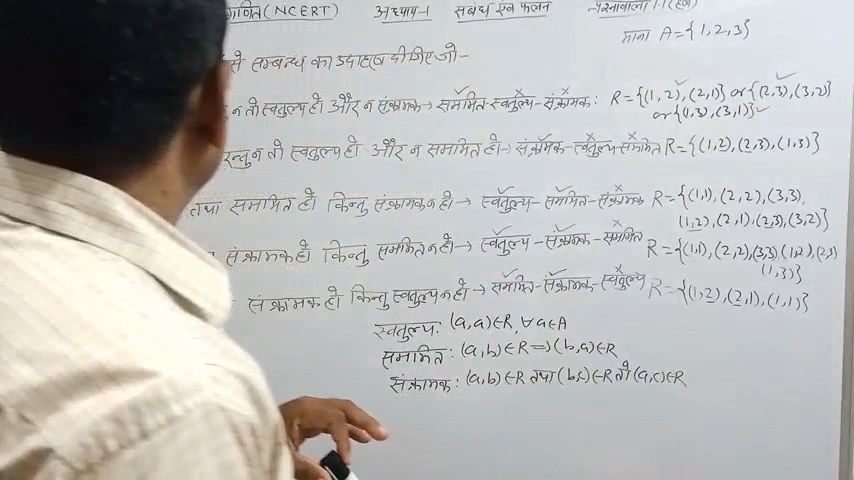 गणित (NCERT) अध्याय-1 संबंध एवं फलन प्रश्नावली 1.1 (हल)
माना A = {1,2,3}
से सम्बन्ध का उदाहरण दीजिए जो-
न तो स्वतुल्य हो और न संक्रामक → सममित-स्वतुल्य-संक्रामक: R = {(1,2), (2,1)} or {(2,3), (3,2)}
or {(1,3), (3,1)}
परन्तु न तो स्वतुल्य हो और न सममित हो → संक्रामक-स्वतुल्य-सममित R = {(1,2), (2,3), (1,3)}
तथा सममित हो किन्तु संक्रामक न हो → स्वतुल्य-सममित-संक्रामक R = {(1,1), (2,2), (3,3),
(1,2), (2,1), (2,3), (3,2)}
संक्रामक हो किन्तु सममित न हो → स्वतुल्य-संक्रामक-सममित R = {(1,1), (2,2), (3,3), (1,2), (2,3)
(1,3)}
संक्रामक हो किन्तु स्वतुल्य न हो → सममित-संक्रामक-स्वतुल्य R = {(1,2), (2,1), (1,1)}
स्वतुल्य: (a,a)∈R, ∀ a∈A
सममित: (a,b)∈R ⇒ (b,a)∈R
संक्रामक: (a,b)∈R तथा (b,c)∈R तो (a,c)∈R